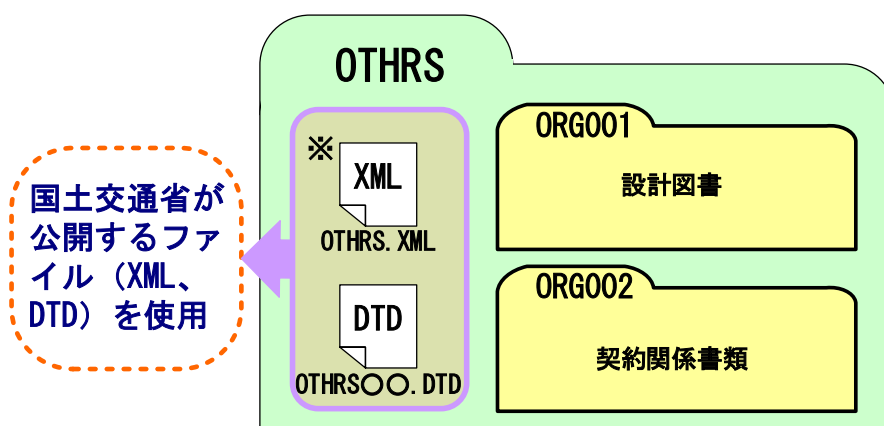 OTHRS
※
XML
OTHRS.XML
DTD
OTHRS○○.DTD
国土交通省が
公開するファ
イル（XML、
DTD）を使用
ORG001
設計図書
ORG002
契約関係書類